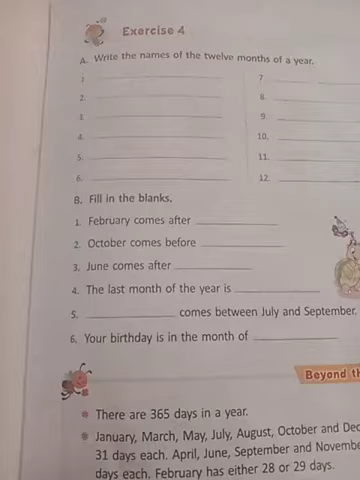 Exercise 4
A. Write the names of the twelve months of a year.
1. 7
2. 8.
3. 9.
4. 10.
5. 11.
6. 12.
B. Fill in the blanks.
1. February comes after
2. October comes before
3. June comes after
4. The last month of the year is
5. comes between July and September.
6. Your birthday is in the month of
Beyond
There are 365 days in a year.
January, March, May, July, August, October and Dec
31 days each. April, June, September and Novembe
days each. February has either 28 or 29 days.